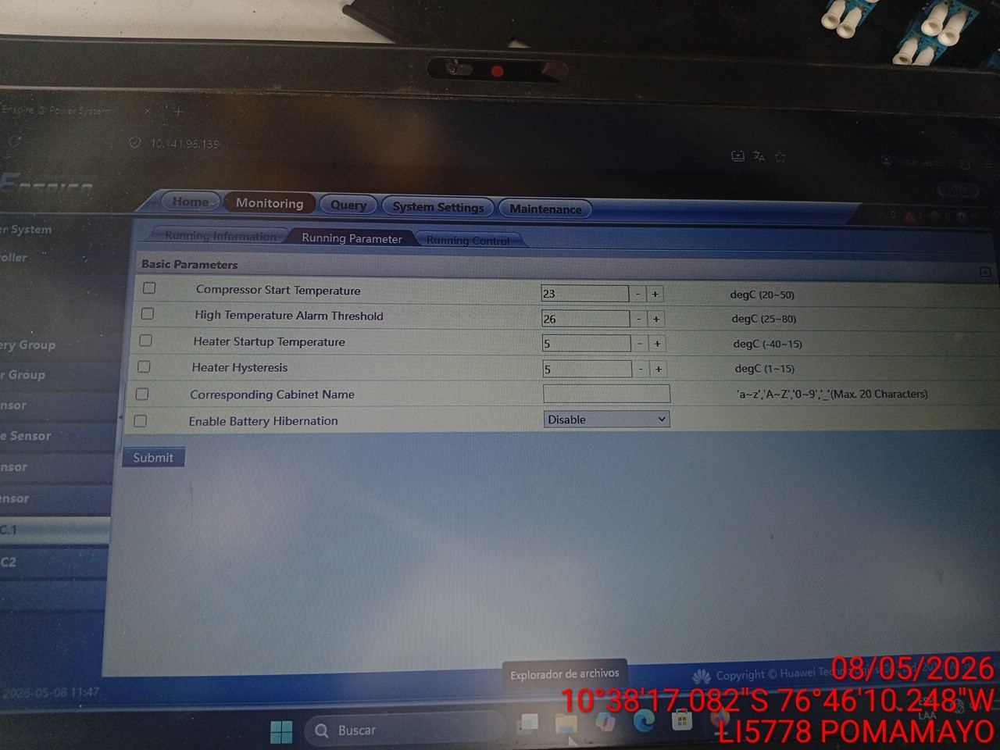 Enspire @ Power System
10.141.96.139
Enspire
Home
Monitoring
Query
System Settings
Maintenance
Running Information
Running Parameter
Running Control
Basic Parameters
Compressor Start Temperature 23 - + degC (20~50)
High Temperature Alarm Threshold 26 - + degC (25~80)
Heater Startup Temperature 5 - + degC (-40~15)
Heater Hysteresis 5 - + degC (1~15)
Corresponding Cabinet Name 'a~z','A~Z','0~9','_'(Max. 20 Characters)
Enable Battery Hibernation Disable
Submit
er System
oller
ery Group
r Group
nsor
e Sensor
nsor
ensor
C.1
C2
Explorador de archivos
Copyright © Huawei
2026-05-08 11:47
Buscar
LAA
08/05/2026
10°38'17.082"S 76°46'10.248"W
LI5778 POMAMAYO